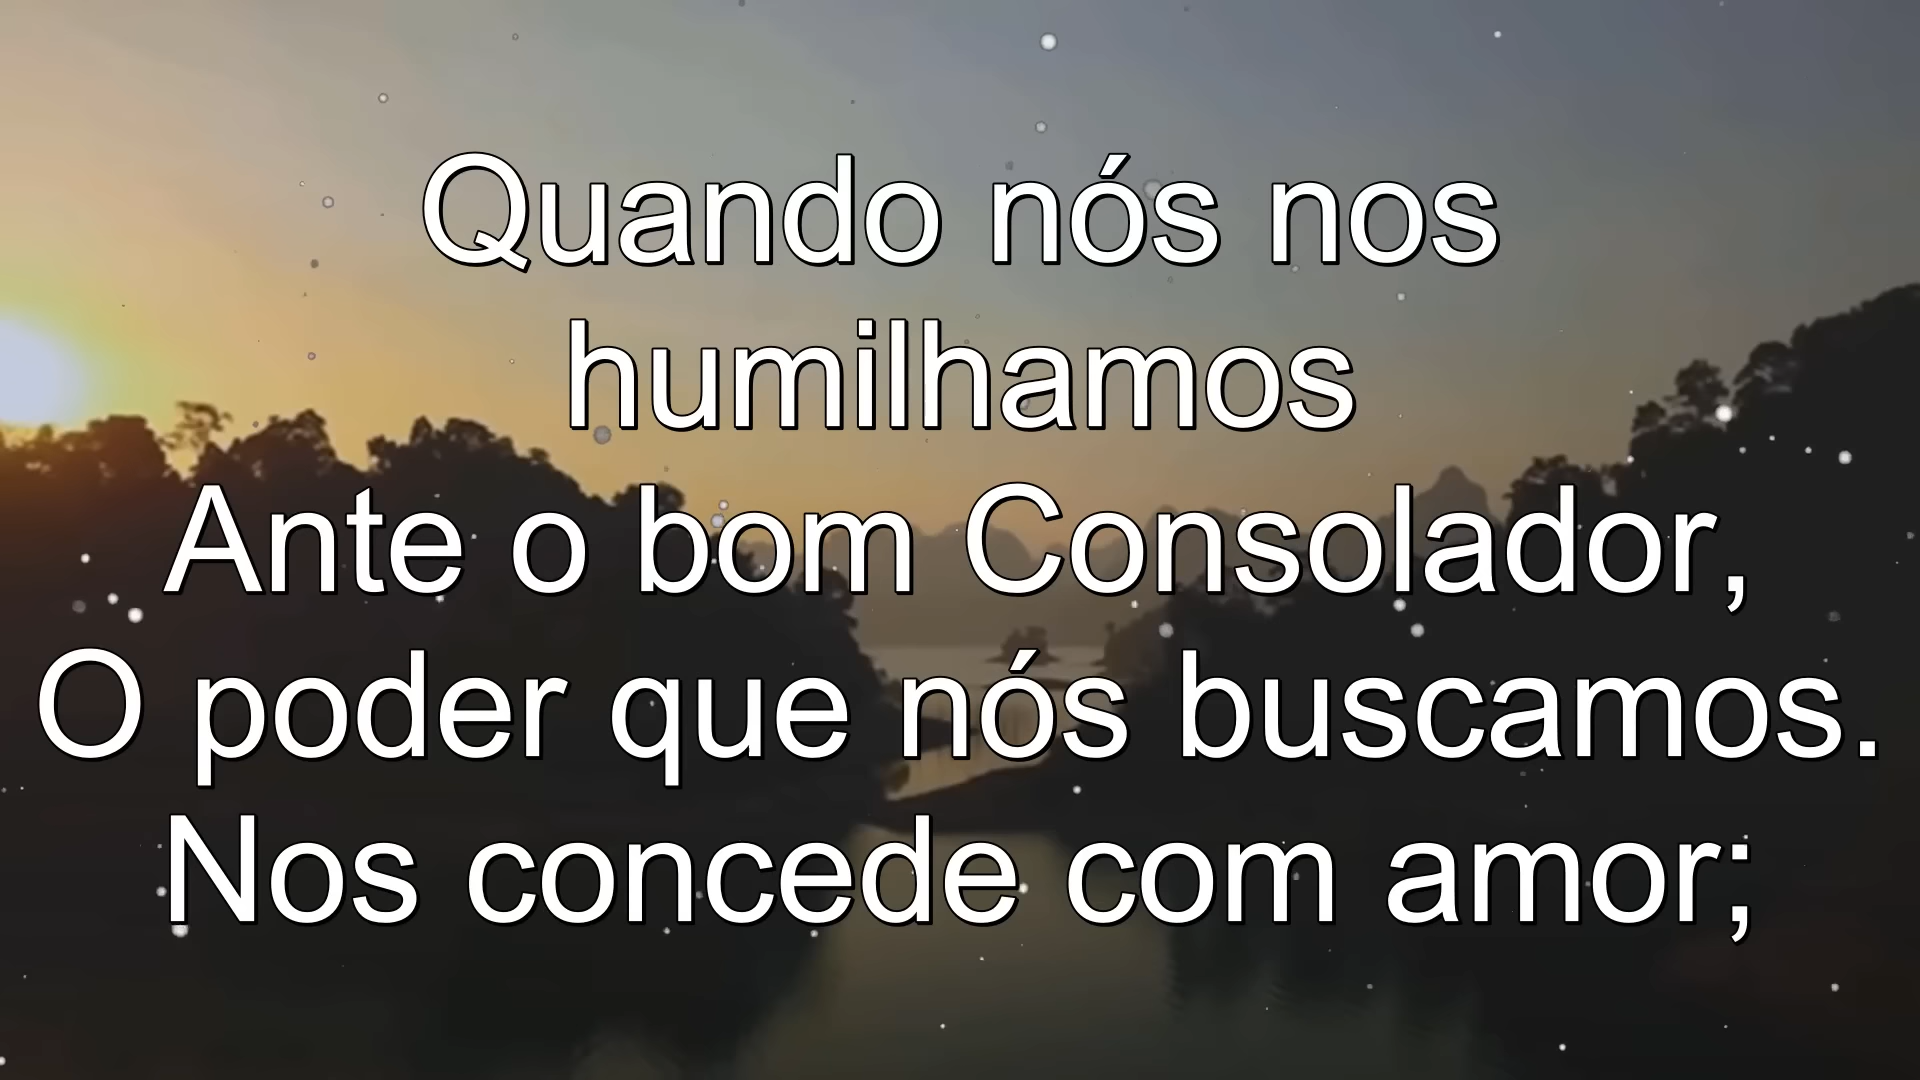 Quando nós nos
humilhamos
Ante o bom Consolador,
O poder que nós buscamos.
Nos concede com amor;